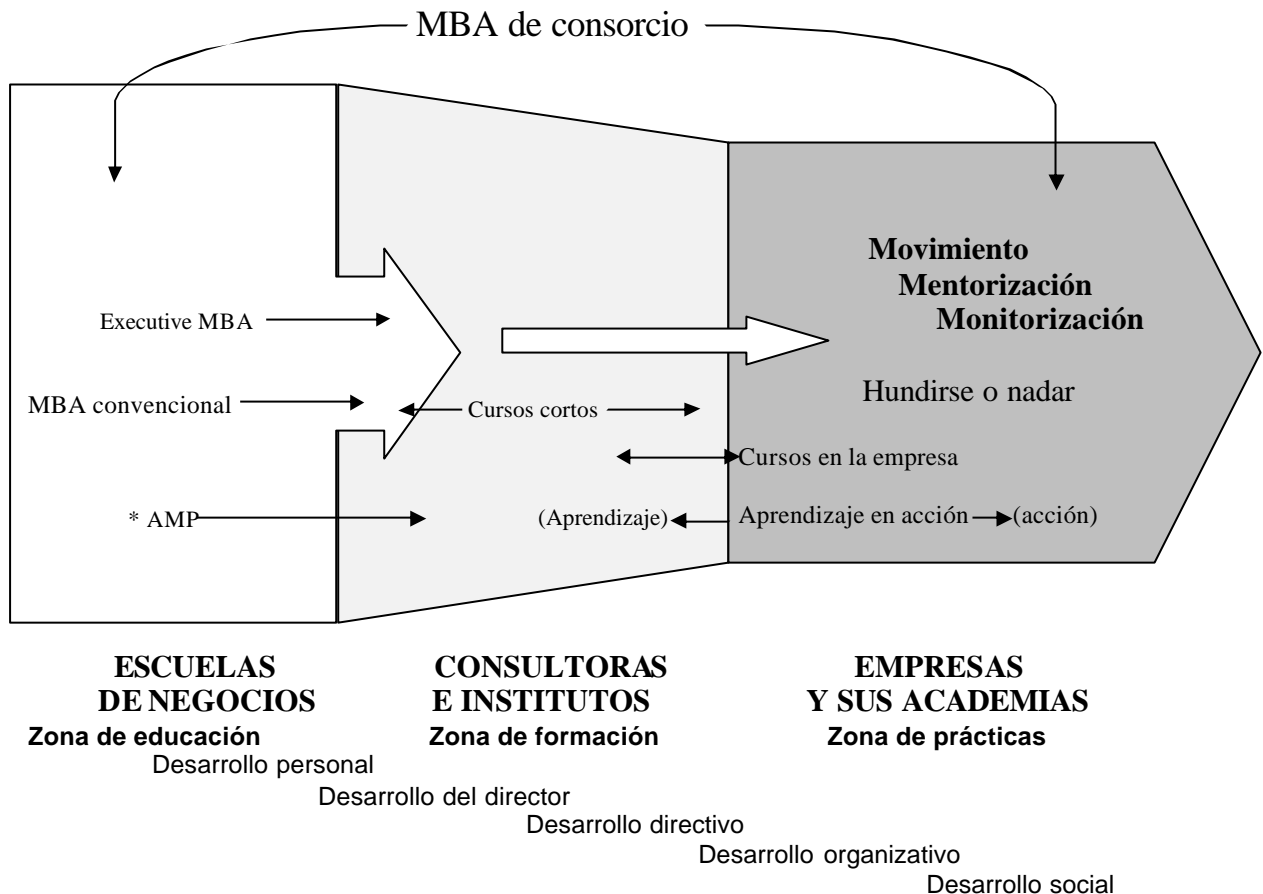 MBA de consorcio
Movimiento
Mentorización
Monitorización
Executive MBA
Hundirse o nadar
MBA convencional
Cursos cortos
Cursos en la empresa
* AMP
(Aprendizaje)
Aprendizaje en acción
(acción)
ESCUELAS
DE NEGOCIOS
Zona de educación
CONSULTORAS
E INSTITUTOS
Zona de formación
EMPRESAS
Y SUS ACADEMIAS
Zona de prácticas
Desarrollo personal
Desarrollo del director
Desarrollo directivo
Desarrollo organizativo
Desarrollo social